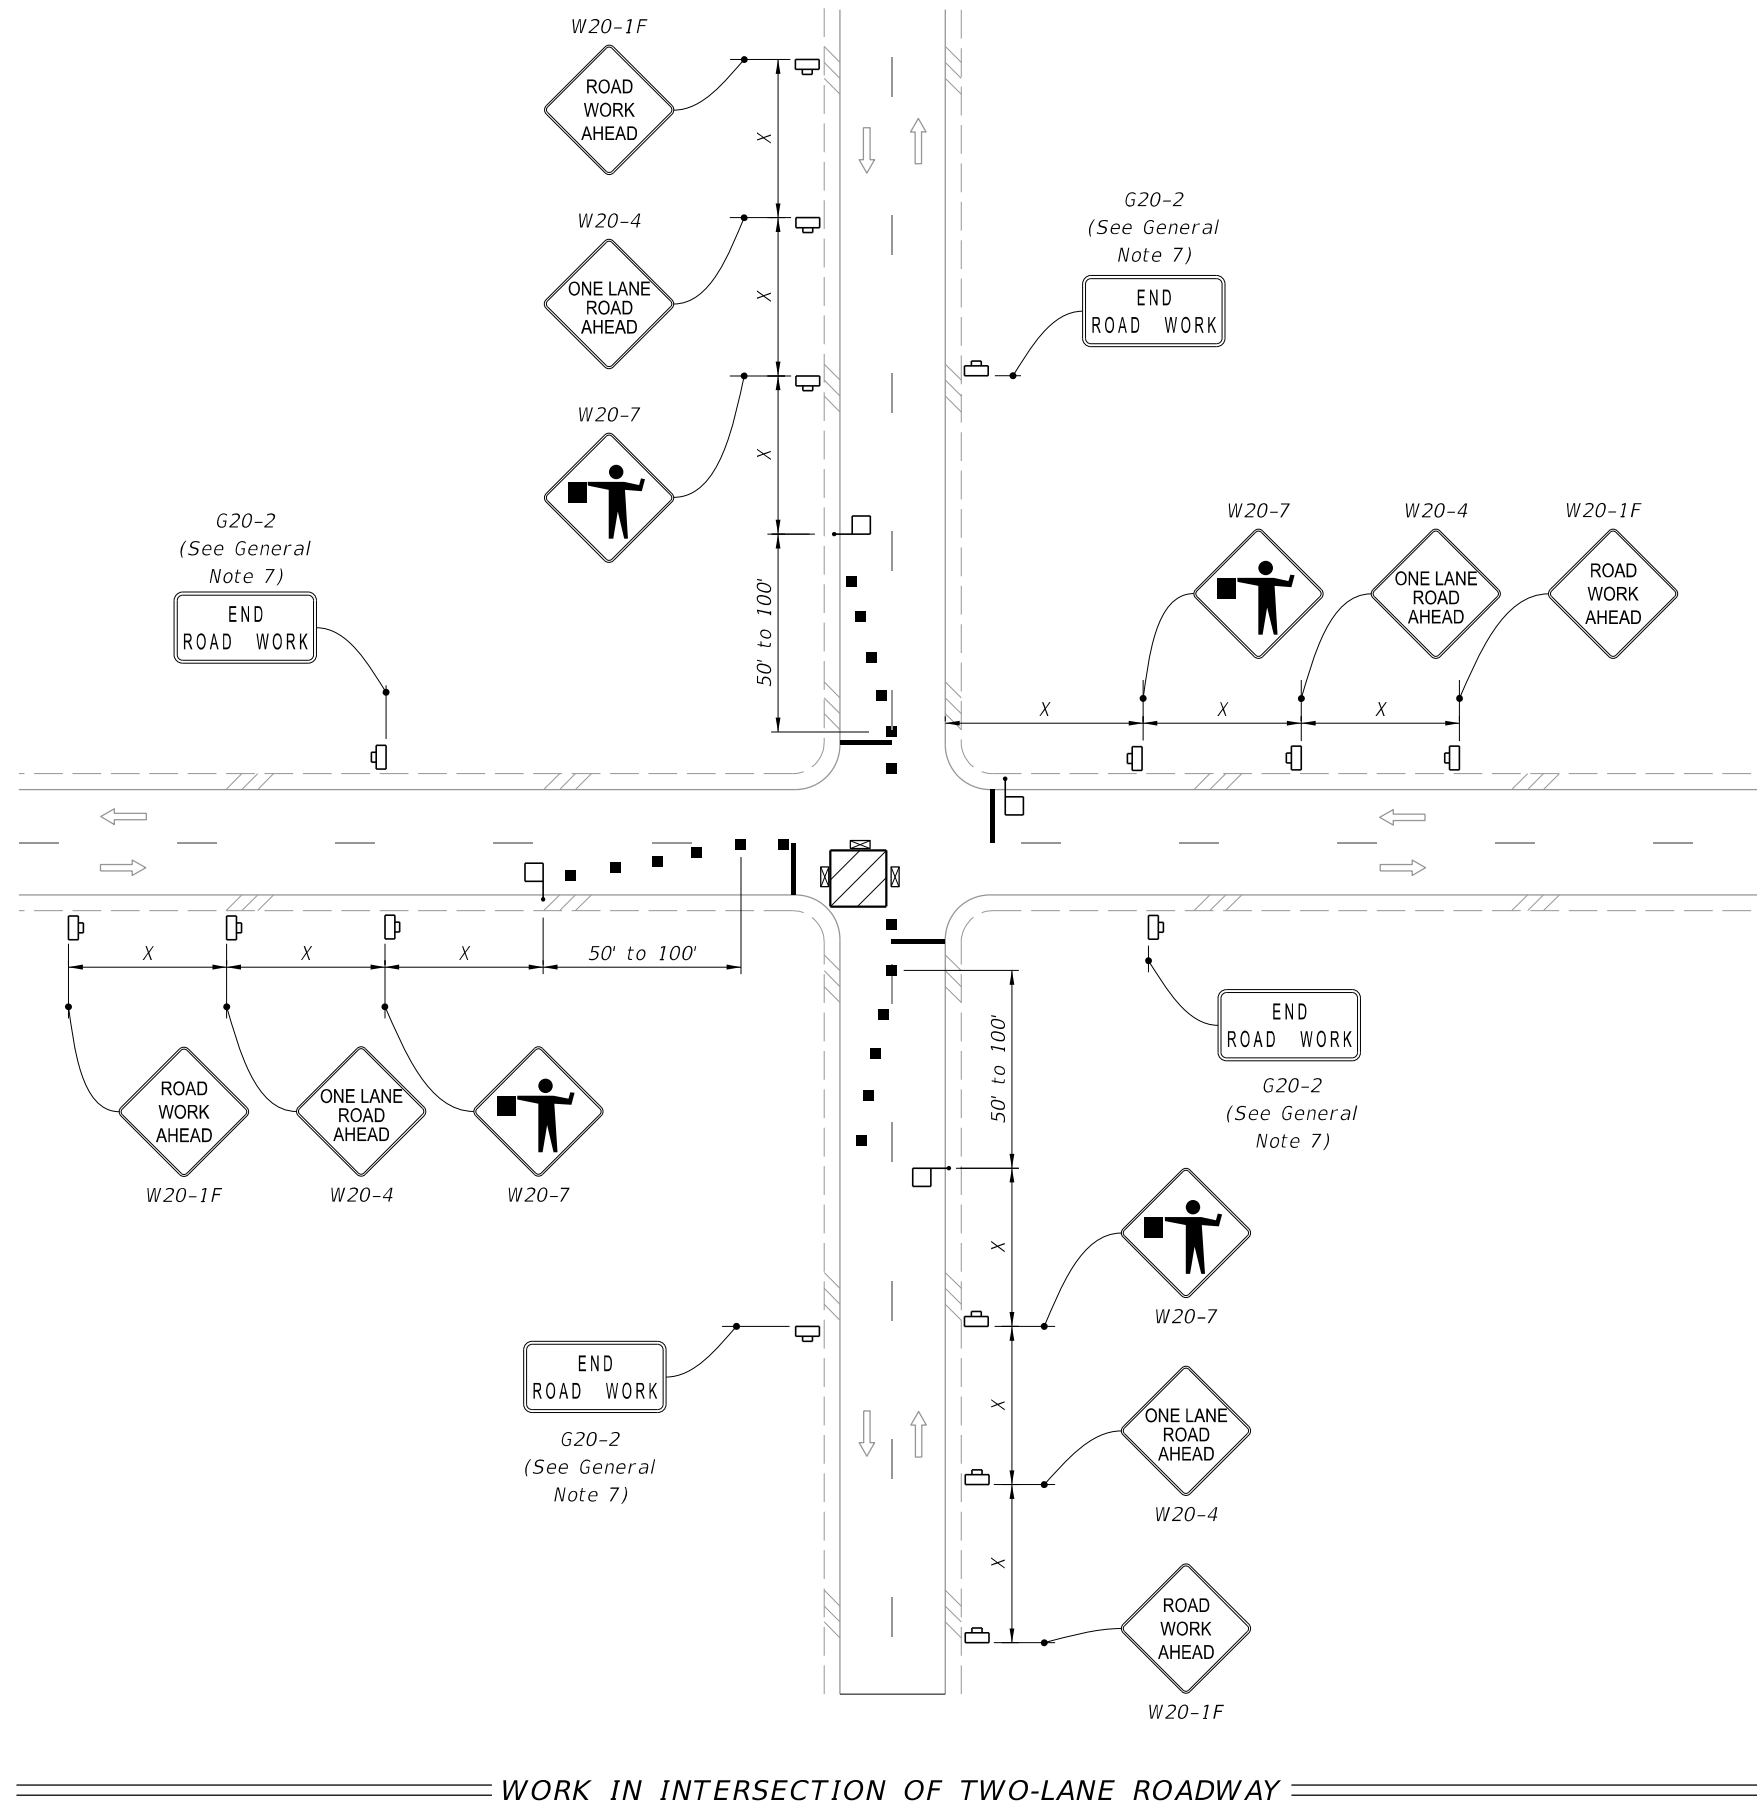 W20-1F
ROAD
WORK
AHEAD
X
W20-4
ONE LANE
ROAD
AHEAD
X
W20-7
X
50' to 100'
G20-2
(See General
Note 7)
END
ROAD WORK
G20-2
(See General
Note 7)
END
ROAD WORK
W20-7
W20-4
ONE LANE
ROAD
AHEAD
W20-1F
ROAD
WORK
AHEAD
X
X
X
X
X
X
50' to 100'
ROAD
WORK
AHEAD
W20-1F
ONE LANE
ROAD
AHEAD
W20-4
W20-7
50' to 100'
END
ROAD WORK
G20-2
(See General
Note 7)
X
W20-7
X
ONE LANE
ROAD
AHEAD
W20-4
X
ROAD
WORK
AHEAD
W20-1F
END
ROAD WORK
G20-2
(See General
Note 7)
WORK IN INTERSECTION OF TWO-LANE ROADWAY